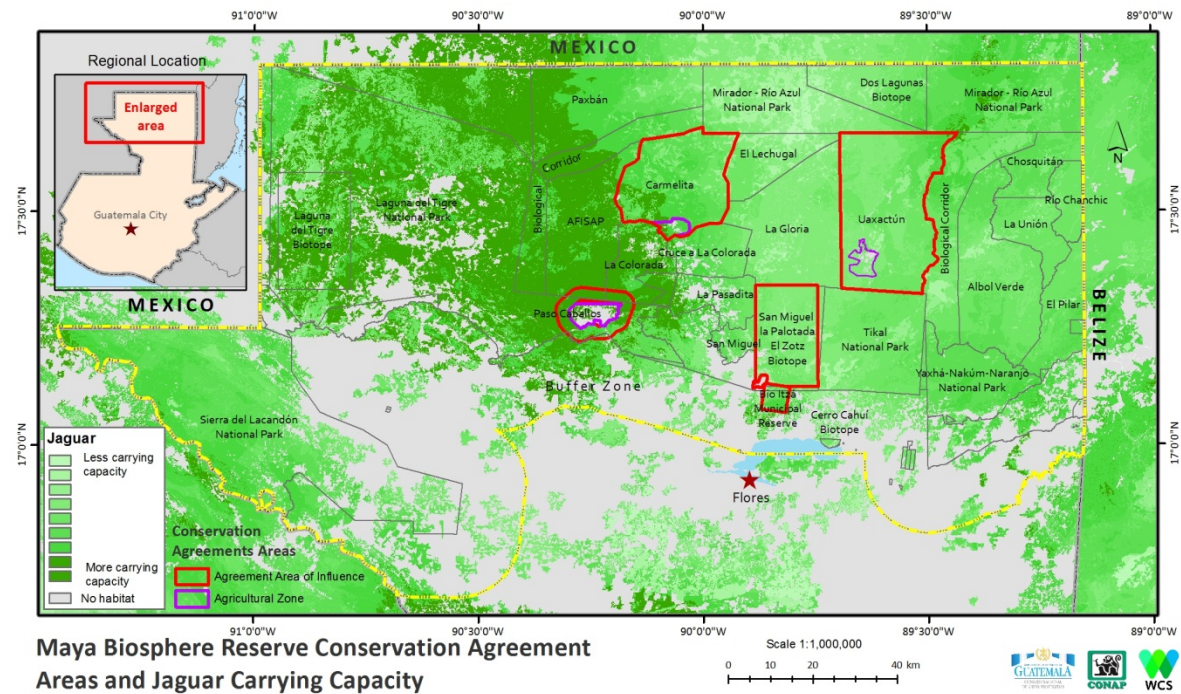 91°0'0"W
90°30'0"W
90°0'0"W
89°30'0"W
89°0'0"W
MEXICO
Regional Location
Enlarged
area
Guatemala City
MEXICO
17°30'0"N
17°0'0"N
Paxbán
Mirador - Río Azul
National Park
Dos Lagunas
Biotope
Mirador - Río Azul
National Park
N
El Lechugal
Chosquitán
Corridor
Biological
Carmelita
Río Chanchic
Laguna del Tigre
National Park
Laguna
del Tigre
Biotope
AFISAP
La Gloria
Uaxactún
Biological Corridor
La Unión
Cruce a La Colorada
La Colorada
La Pasadita
Albol Verde
El Pilar
BELIZE
Paso Caballos
San Miguel
la Palotada
El Zotz
Biotope
San Miguel
Tikal
National Park
Yaxhá-Nakúm-Naranjo
National Park
Buffer Zone
Bio Itzá
Municipal
Reserve
Cerro Cahuí
Biotope
Sierra del Lacandón
National Park
17°30'0"N
17°0'0"N
Flores
Jaguar
Less carrying
capacity
More carrying
capacity
No habitat
Conservation
Agreements Areas
Agreement Area of Influence
Agricultural Zone
91°0'0"W
90°30'0"W
90°0'0"W
89°30'0"W
89°0'0"W
Maya Biosphere Reserve Conservation Agreement
Areas and Jaguar Carrying Capacity
Scale 1:1,000,000
0 10 20 40 km
GUATEMALA
CONAP
WCS